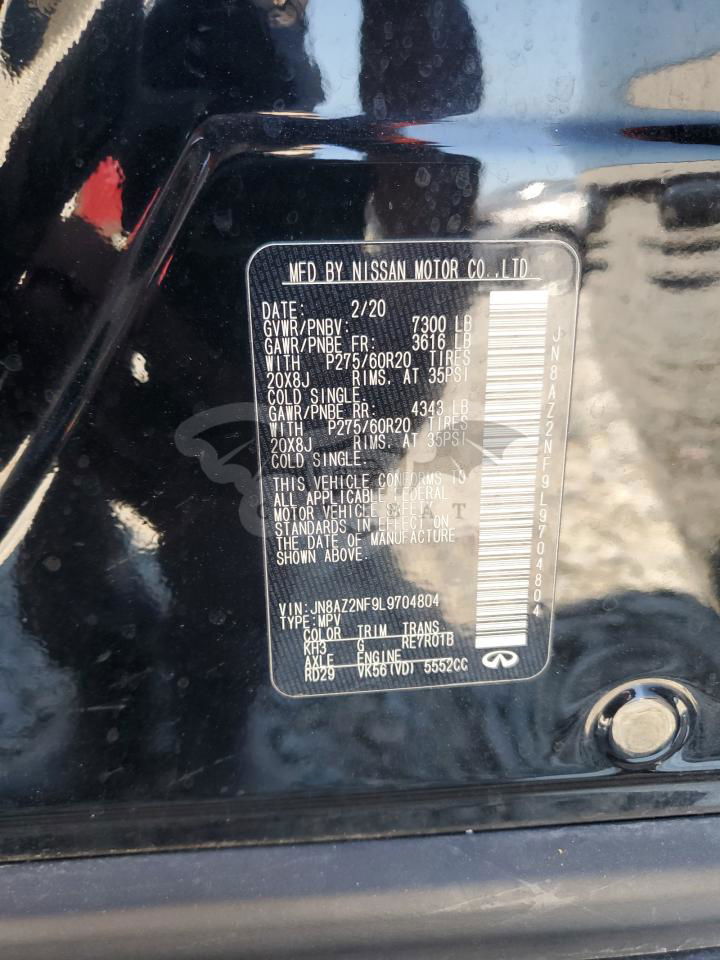 MFD BY NISSAN MOTOR CO.,LTD.
DATE: 2/20
GVWR/PNBV: 7300 LB
GAWR/PNBE FR: 3616 LB
WITH P275/60R20 TIRES
20X8J RIMS. AT 35PSI
COLD SINGLE.
GAWR/PNBE RR: 4343 LB
WITH P275/60R20 TIRES
20X8J RIMS. AT 35PSI
COLD SINGLE.
THIS VEHICLE CONFORMS TO
ALL APPLICABLE FEDERAL
MOTOR VEHICLE SAFETY
STANDARDS IN EFFECT ON
THE DATE OF MANUFACTURE
SHOWN ABOVE.
VIN:JN8AZ2NF9L9704804
TYPE:MPV
COLOR TRIM TRANS
KH3 G RE7R01B
AXLE ENGINE
RD29 VK56(VD) 5552CC
JN8AZ2NF9L9704804